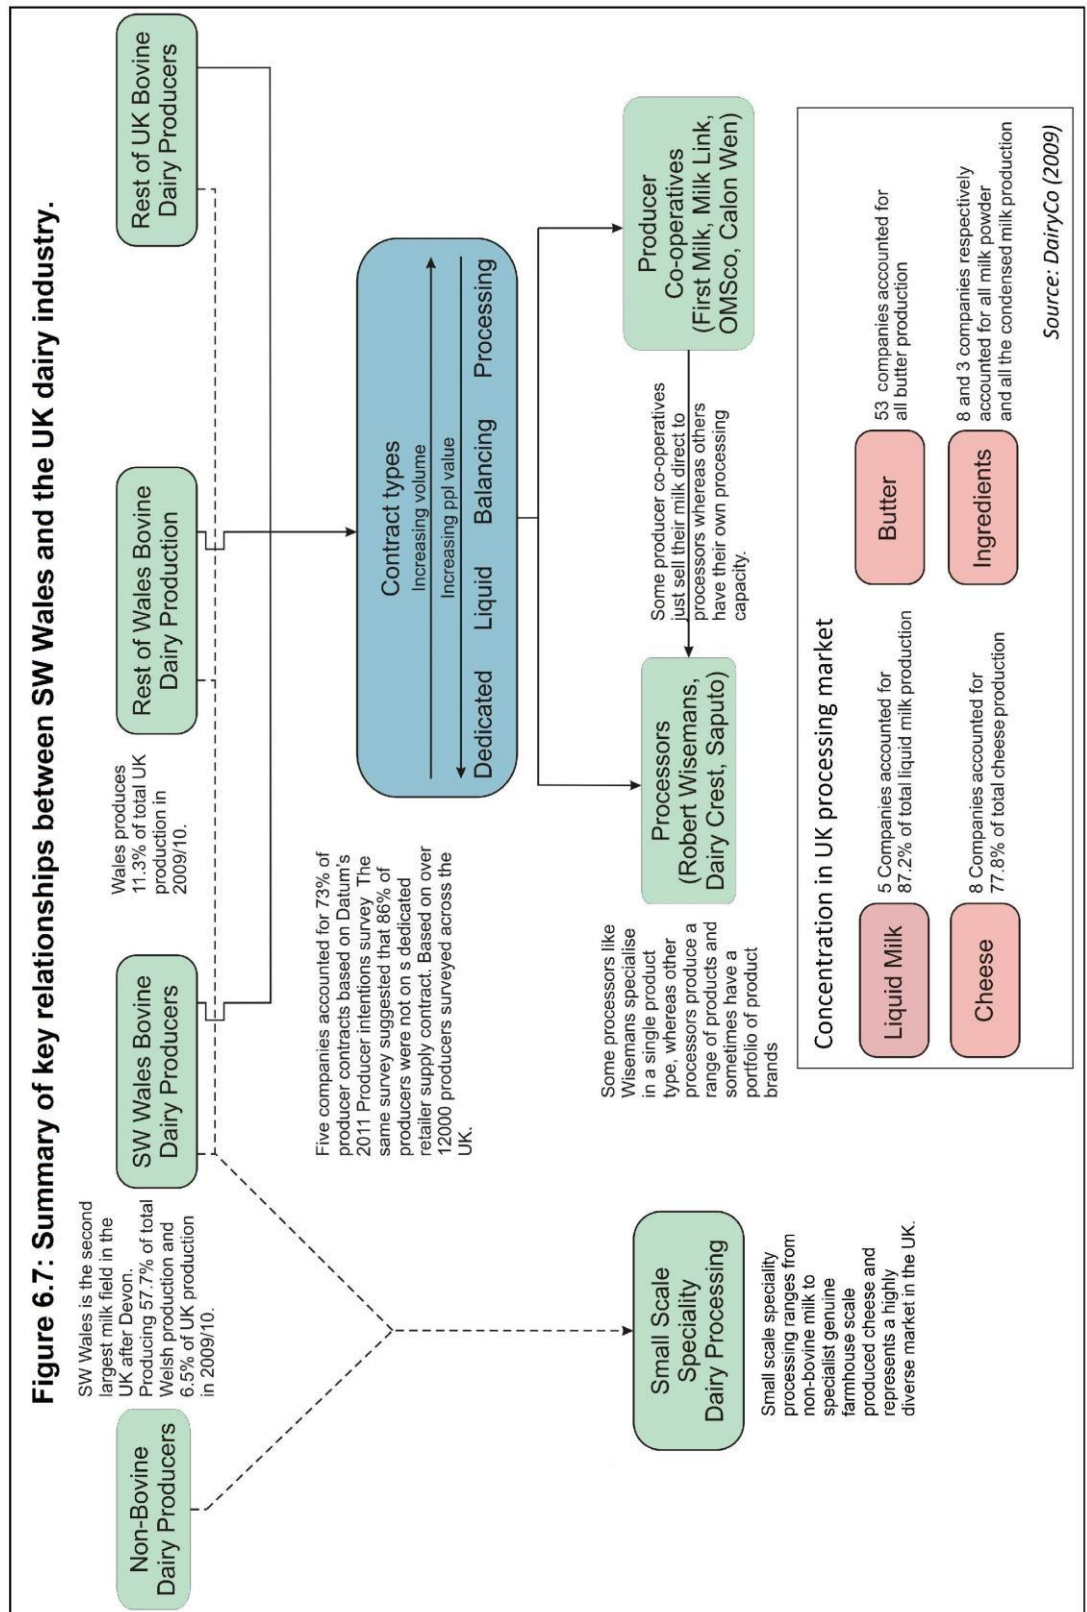 Figure 6.7: Summary of key relationships between SW Wales and the UK dairy industry.
Non-Bovine
Dairy Producers
SW Wales is the second
largest milk field in the
UK after Devon.
Producing 57.7% of total
Welsh production and
6.5% of UK production
in 2009/10.
SW Wales Bovine
Dairy Producers
Wales produces
11.3% of total UK
production in
2009/10.
Rest of Wales Bovine
Dairy Production
Rest of UK Bovine
Dairy Producers
Five companies accounted for 73% of
producer contracts based on Datum's
2011 Producer intentions survey The
same survey suggested that 86% of
producers were not on s dedicated
retailer supply contract. Based on over
12000 producers surveyed across the
UK.
Contract types
Increasing volume
Increasing ppl value
Dedicated Liquid Balancing Processing
Small Scale
Speciality
Dairy Processing
Small scale speciality
processing ranges from
non-bovine milk to
specialist genuine
farmhouse scale
produced cheese and
represents a highly
diverse market in the UK.
Some processors like
Wisemans specialise
in a single product
type, whereas other
processors produce a
range of products and
sometimes have a
portfolio of product
brands
Processors
(Robert Wisemans,
Dairy Crest, Saputo)
Some producer co-operatives
just sell their milk direct to
processors whereas others
have their own processing
capacity.
Producer
Co-operatives
(First Milk, Milk Link,
OMSco, Calon Wen)
Concentration in UK processing market
Liquid Milk
5 Companies accounted for
87.2% of total liquid milk production
Butter
53 companies accounted for
all butter production
Cheese
8 Companies accounted for
77.8% of total cheese production
Ingredients
8 and 3 companies respectively
accounted for all milk powder
and all the condensed milk production
Source: DairyCo (2009)